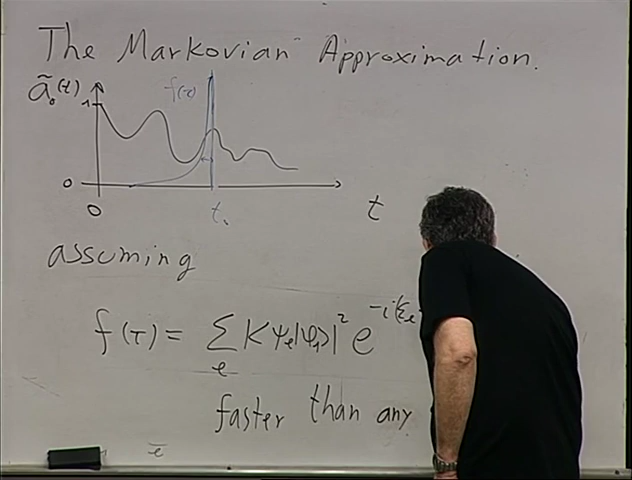 The Markovian Approximation.
ã₀(t)
1
f(τ)
0
0
t₁
t
assuming
f(τ) = Σ |<ψₑ|φ₁>|² e^-i(εₑ
e
faster than any
e